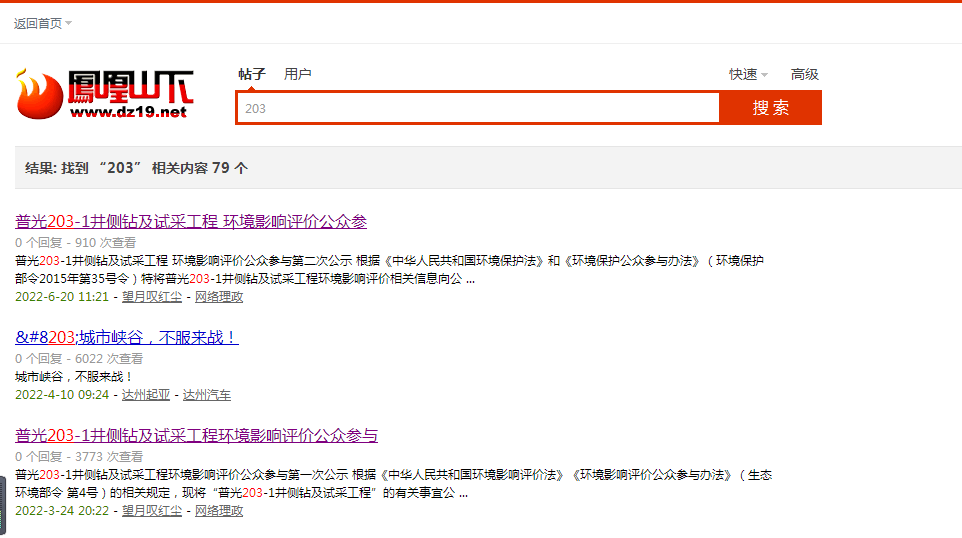 返回首页
鳳凰山下
www.dz19.net
帖子 用户 快速 高级
203 搜索
结果: 找到 “203” 相关内容 79 个
普光203-1井侧钻及试采工程 环境影响评价公众参
0 个回复 - 910 次查看
普光203-1井侧钻及试采工程 环境影响评价公众参与第二次公示 根据《中华人民共和国环境保护法》和《环境保护公众参与办法》（环境保护
部令2015年第35号令）特将普光203-1井侧钻及试采工程环境影响评价相关信息向公 ...
2022-6-20 11:21 - 望月叹红尘 - 网络理政
&#8203;城市峡谷，不服来战！
0 个回复 - 6022 次查看
城市峡谷，不服来战！
2022-4-10 09:24 - 达州起亚 - 达州汽车
普光203-1井侧钻及试采工程环境影响评价公众参与
0 个回复 - 3773 次查看
普光203-1井侧钻及试采工程环境影响评价公众参与第一次公示 根据《中华人民共和国环境影响评价法》《环境影响评价公众参与办法》（生态
环境部令 第4号）的相关规定，现将“普光203-1井侧钻及试采工程”的有关事宜公 ...
2022-3-24 20:22 - 望月叹红尘 - 网络理政